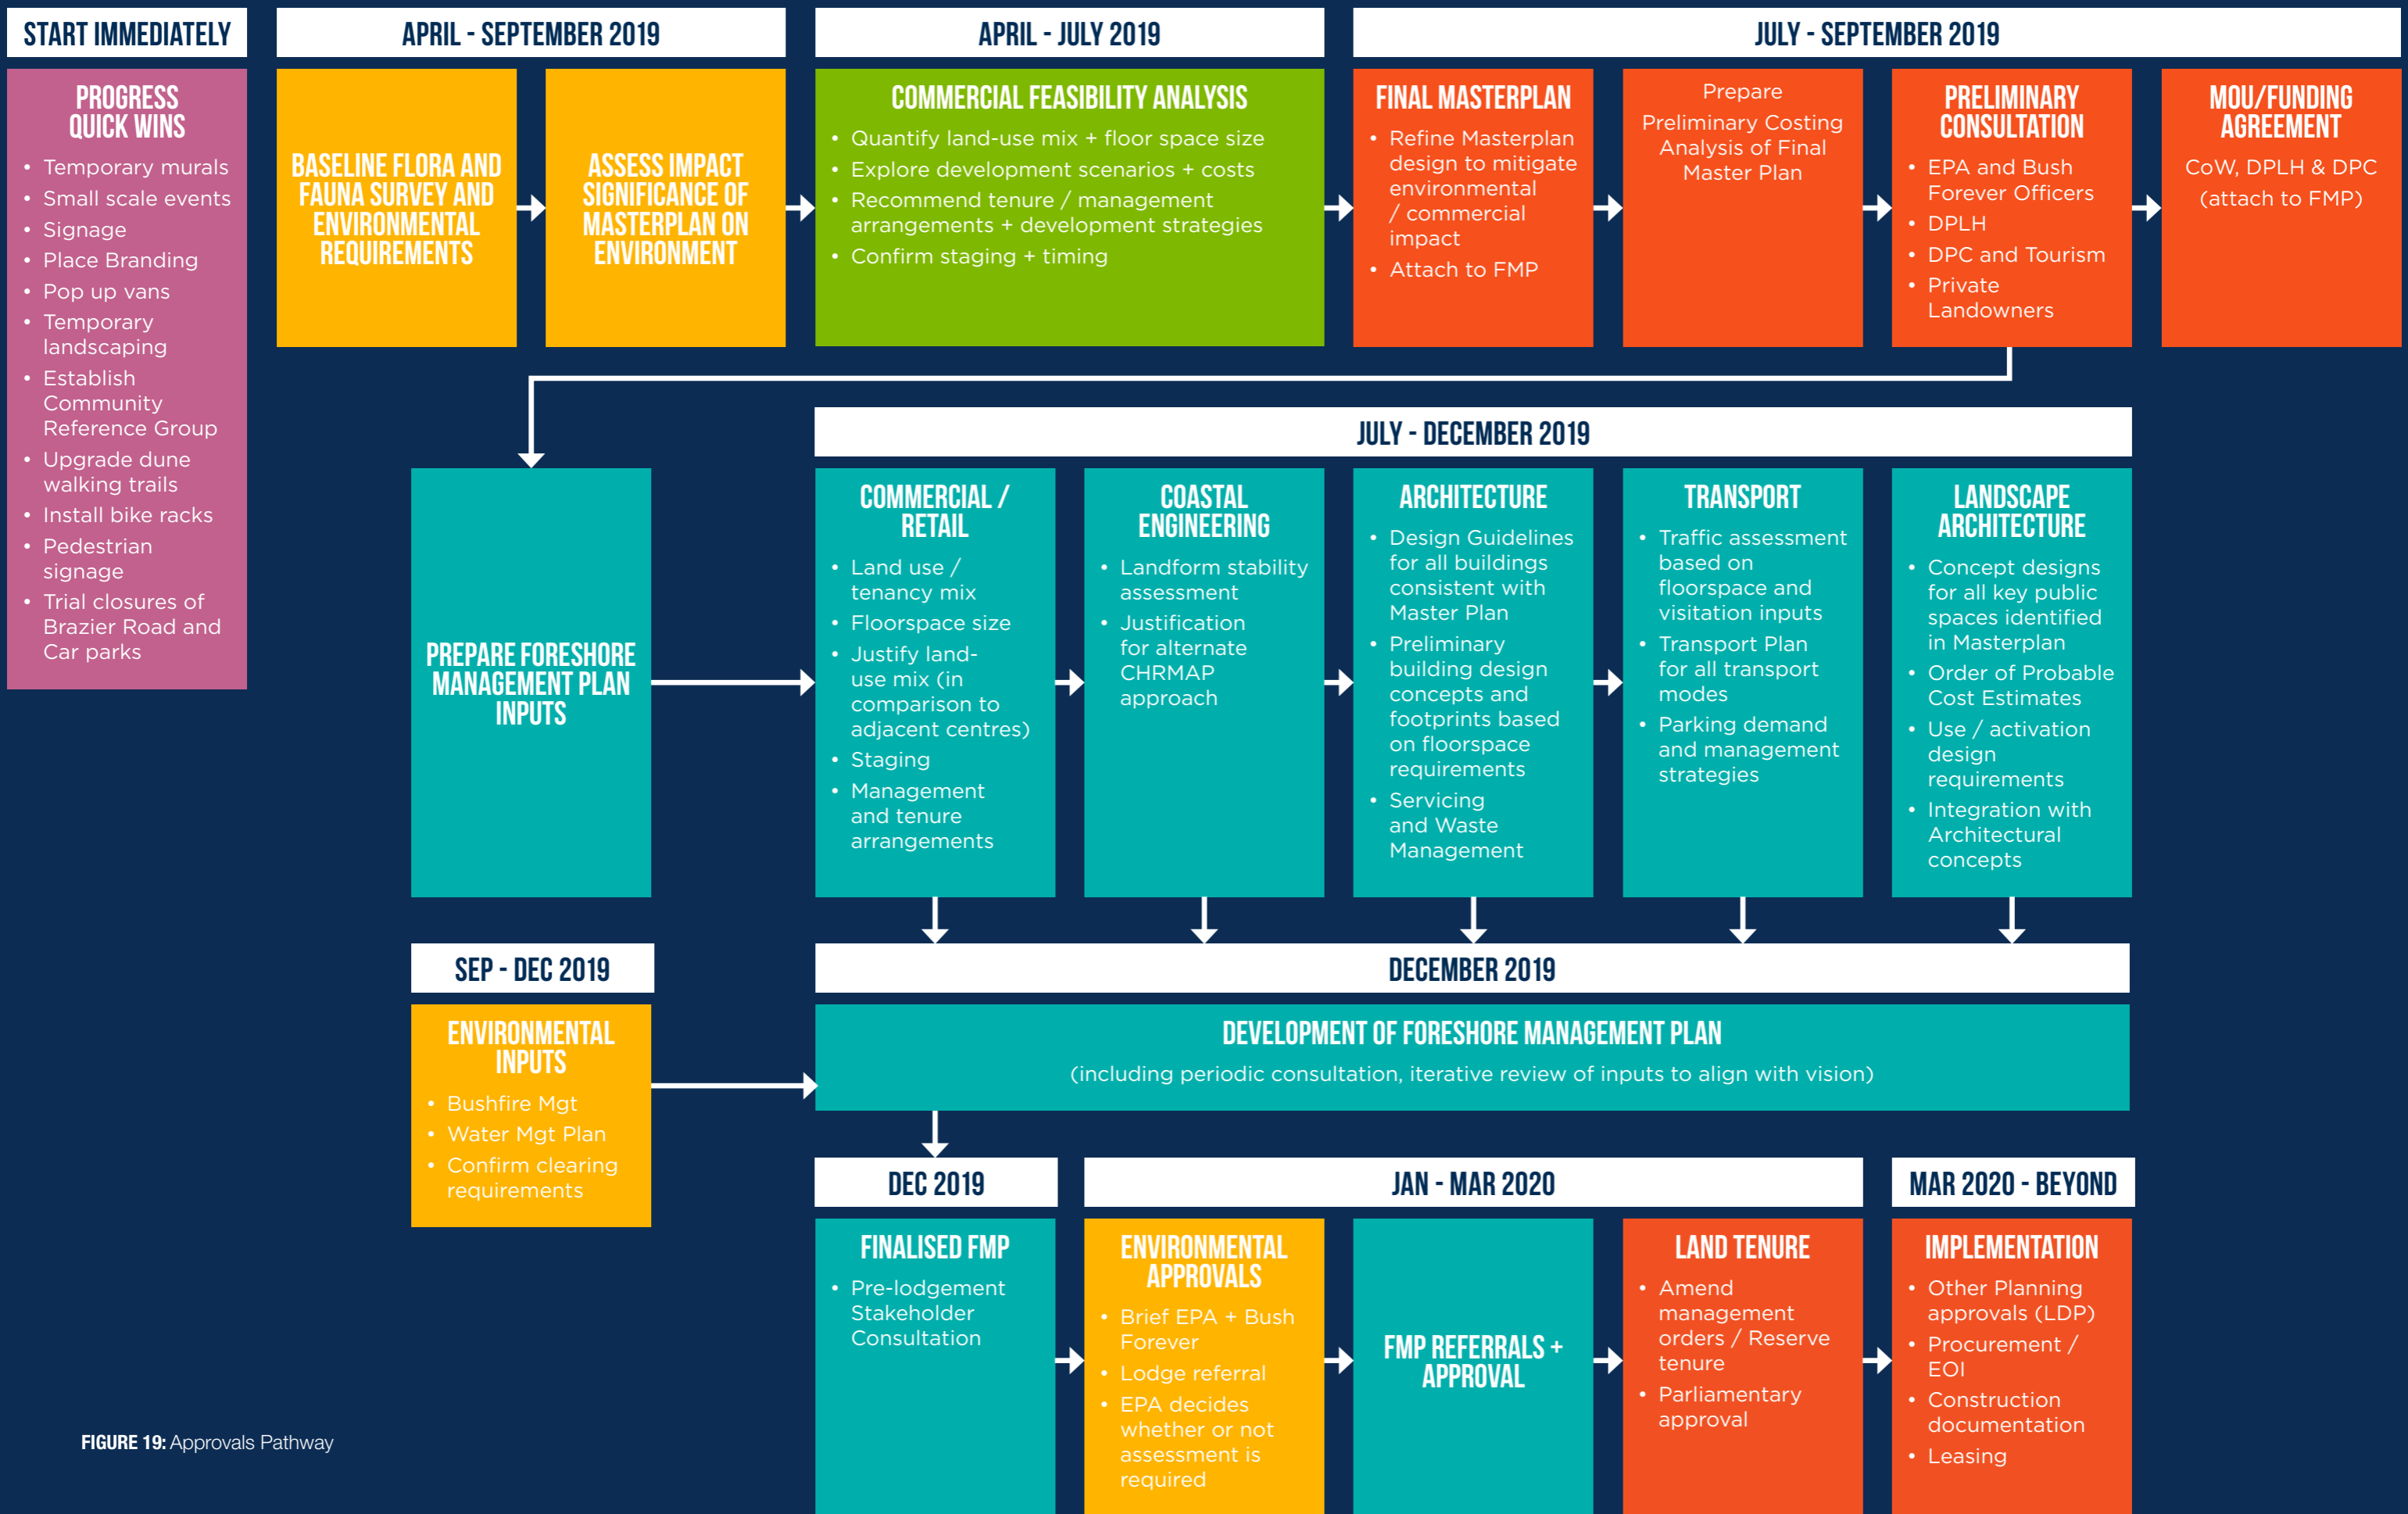 START IMMEDIATELY
PROGRESS
QUICK WINS
• Temporary murals
• Small scale events
• Signage
• Place Branding
• Pop up vans
• Temporary
landscaping
• Establish
Community
Reference Group
• Upgrade dune
walking trails
• Install bike racks
• Pedestrian
signage
• Trial closures of
Brazier Road and
Car parks
APRIL - SEPTEMBER 2019
BASELINE FLORA AND
FAUNA SURVEY AND
ENVIRONMENTAL
REQUIREMENTS
ASSESS IMPACT
SIGNIFICANCE OF
MASTERPLAN ON
ENVIRONMENT
APRIL - JULY 2019
COMMERCIAL FEASIBILITY ANALYSIS
• Quantify land-use mix + floor space size
• Explore development scenarios + costs
• Recommend tenure / management
arrangements + development strategies
• Confirm staging + timing
JULY - SEPTEMBER 2019
FINAL MASTERPLAN
• Refine Masterplan
design to mitigate
environmental
/ commercial
impact
• Attach to FMP
Prepare
Preliminary Costing
Analysis of Final
Master Plan
PRELIMINARY
CONSULTATION
• EPA and Bush
Forever Officers
• DPLH
• DPC and Tourism
• Private
Landowners
MOU/FUNDING
AGREEMENT
CoW, DPLH & DPC
(attach to FMP)
PREPARE FORESHORE
MANAGEMENT PLAN
INPUTS
JULY - DECEMBER 2019
COMMERCIAL /
RETAIL
• Land use /
tenancy mix
• Floorspace size
• Justify land-
use mix (in
comparison to
adjacent centres)
• Staging
• Management
and tenure
arrangements
COASTAL
ENGINEERING
• Landform stability
assessment
• Justification
for alternate
CHRMAP
approach
ARCHITECTURE
• Design Guidelines
for all buildings
consistent with
Master Plan
• Preliminary
building design
concepts and
footprints based
on floorspace
requirements
• Servicing
and Waste
Management
TRANSPORT
• Traffic assessment
based on
floorspace and
visitation inputs
• Transport Plan
for all transport
modes
• Parking demand
and management
strategies
LANDSCAPE
ARCHITECTURE
• Concept designs
for all key public
spaces identified
in Masterplan
• Order of Probable
Cost Estimates
• Use / activation
design
requirements
• Integration with
Architectural
concepts
SEP - DEC 2019
ENVIRONMENTAL
INPUTS
• Bushfire Mgt
• Water Mgt Plan
• Confirm clearing
requirements
DECEMBER 2019
DEVELOPMENT OF FORESHORE MANAGEMENT PLAN
(including periodic consultation, iterative review of inputs to align with vision)
DEC 2019
FINALISED FMP
• Pre-lodgement
Stakeholder
Consultation
JAN - MAR 2020
ENVIRONMENTAL
APPROVALS
• Brief EPA + Bush
Forever
• Lodge referral
• EPA decides
whether or not
assessment is
required
FMP REFERRALS +
APPROVAL
LAND TENURE
• Amend
management
orders / Reserve
tenure
• Parliamentary
approval
MAR 2020 - BEYOND
IMPLEMENTATION
• Other Planning
approvals (LDP)
• Procurement /
EOI
• Construction
documentation
• Leasing
FIGURE 19: Approvals Pathway